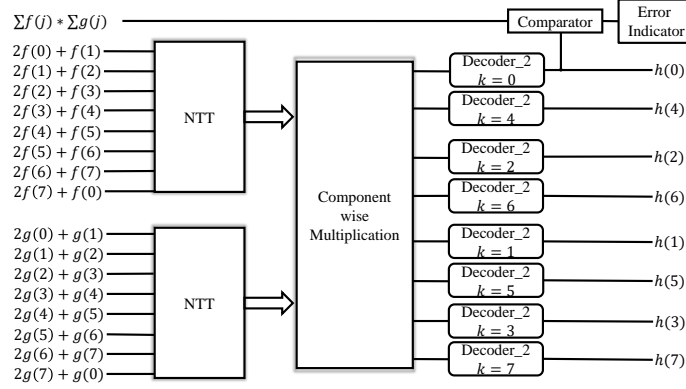 ∑f(j) ∗ ∑g(j)
Comparator
Error
Indicator
2f(0) + f(1)
2f(1) + f(2)
2f(2) + f(3)
2f(3) + f(4)
2f(4) + f(5)
2f(5) + f(6)
2f(6) + f(7)
2f(7) + f(0)
NTT
2g(0) + g(1)
2g(1) + g(2)
2g(2) + g(3)
2g(3) + g(4)
2g(4) + g(5)
2g(5) + g(6)
2g(6) + g(7)
2g(7) + g(0)
NTT
Component
wise
Multiplication
Decoder_2
k = 0
h(0)
Decoder_2
k = 4
h(4)
Decoder_2
k = 2
h(2)
Decoder_2
k = 6
h(6)
Decoder_2
k = 1
h(1)
Decoder_2
k = 5
h(5)
Decoder_2
k = 3
h(3)
Decoder_2
k = 7
h(7)